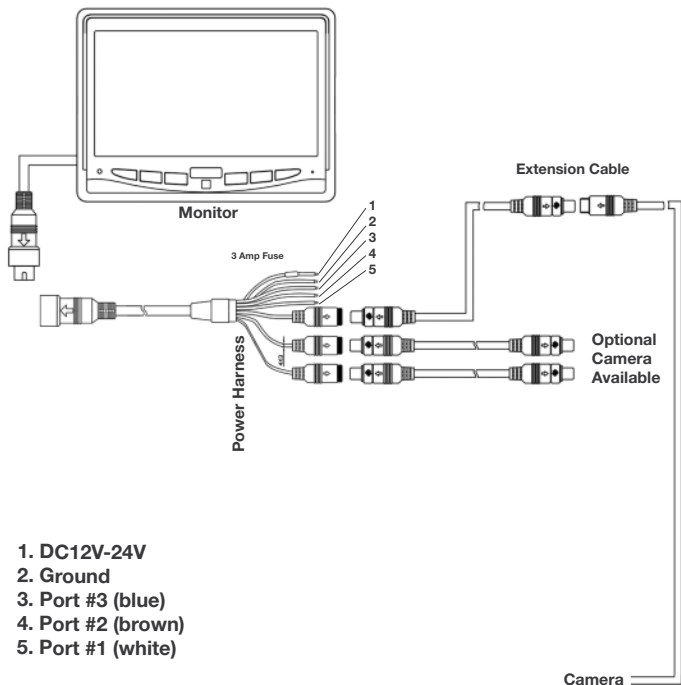 Monitor
Extension Cable
3 Amp Fuse
1
2
3
4
5
Power Harness
Optional
Camera
Available
1. DC12V-24V
2. Ground
3. Port #3 (blue)
4. Port #2 (brown)
5. Port #1 (white)
Camera